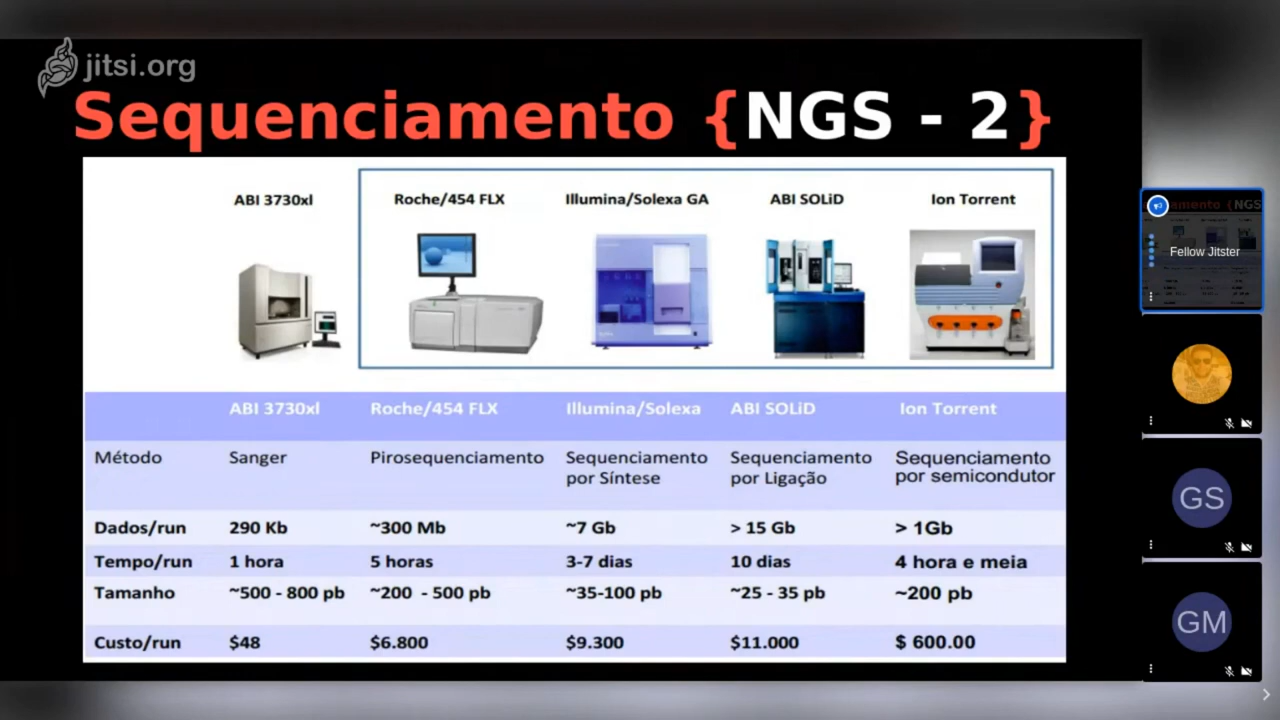 jitsi.org
Sequenciamento {NGS - 2}
ABI 3730xl Roche/454 FLX Illumina/Solexa GA ABI SOLiD Ion Torrent
ABI 3730xl Roche/454 FLX Illumina/Solexa ABI SOLiD Ion Torrent
Método Sanger Pirosequenciamento Sequenciamento por Síntese Sequenciamento por Ligação Sequenciamento por semicondutor
Dados/run 290 Kb ~300 Mb ~7 Gb > 15 Gb > 1Gb
Tempo/run 1 hora 5 horas 3-7 dias 10 dias 4 hora e meia
Tamanho ~500 - 800 pb ~200 - 500 pb ~35-100 pb ~25 - 35 pb ~200 pb
Custo/run $48 $6.800 $9.300 $11.000 $ 600.00
amento {NGS
Fellow Jitster
GS
GM